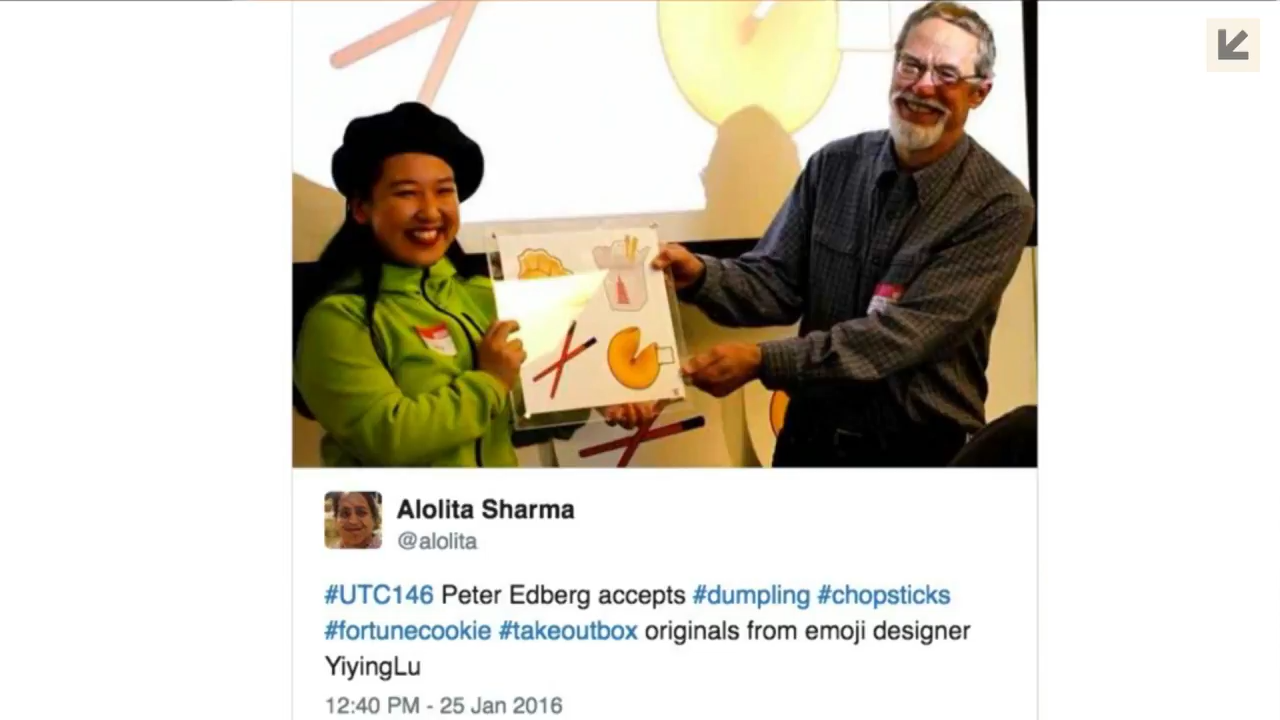 Alolita Sharma
@alolita
#UTC146 Peter Edberg accepts #dumpling #chopsticks
#fortunecookie #takeoutbox originals from emoji designer
YiyingLu
12:40 PM - 25 Jan 2016